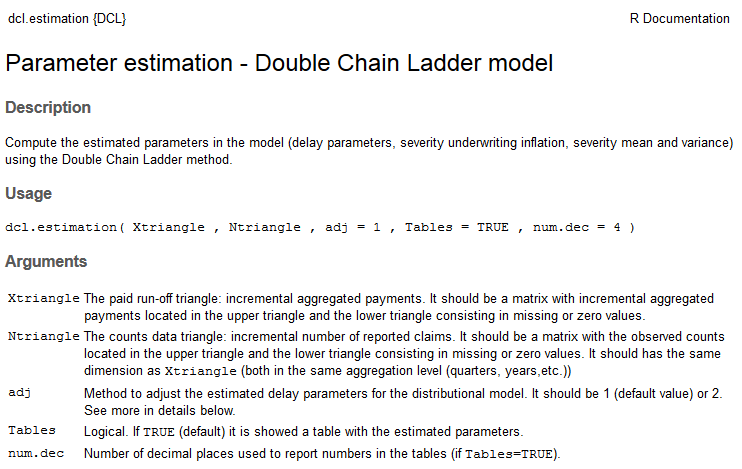 dcl.estimation {DCL} R Documentation
Parameter estimation - Double Chain Ladder model
Description
Compute the estimated parameters in the model (delay parameters, severity underwriting inflation, severity mean and variance)
using the Double Chain Ladder method.
Usage
dcl.estimation( Xtriangle , Ntriangle , adj = 1 , Tables = TRUE , num.dec = 4 )
Arguments
Xtriangle The paid run-off triangle: incremental aggregated payments. It should be a matrix with incremental aggregated
payments located in the upper triangle and the lower triangle consisting in missing or zero values.
Ntriangle The counts data triangle: incremental number of reported claims. It should be a matrix with the observed counts
located in the upper triangle and the lower triangle consisting in missing or zero values. It should has the same
dimension as Xtriangle (both in the same aggregation level (quarters, years,etc.))
adj Method to adjust the estimated delay parameters for the distributional model. It should be 1 (default value) or 2.
See more in details below.
Tables Logical. If TRUE (default) it is showed a table with the estimated parameters.
num.dec Number of decimal places used to report numbers in the tables (if Tables=TRUE).